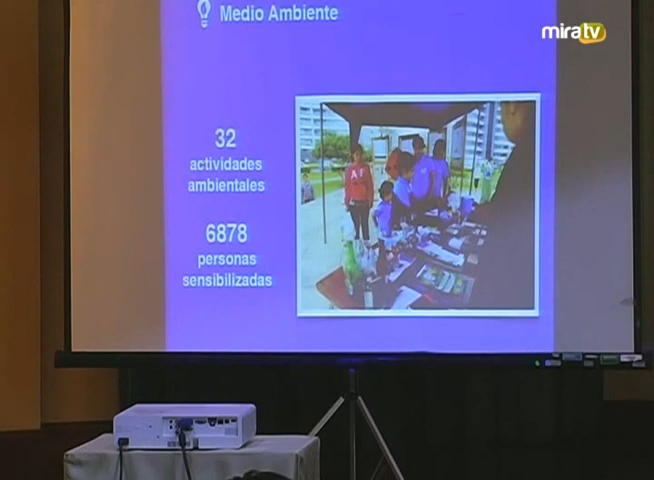 Medio Ambiente
miratv
32
actividades
ambientales
6878
personas
sensibilizadas